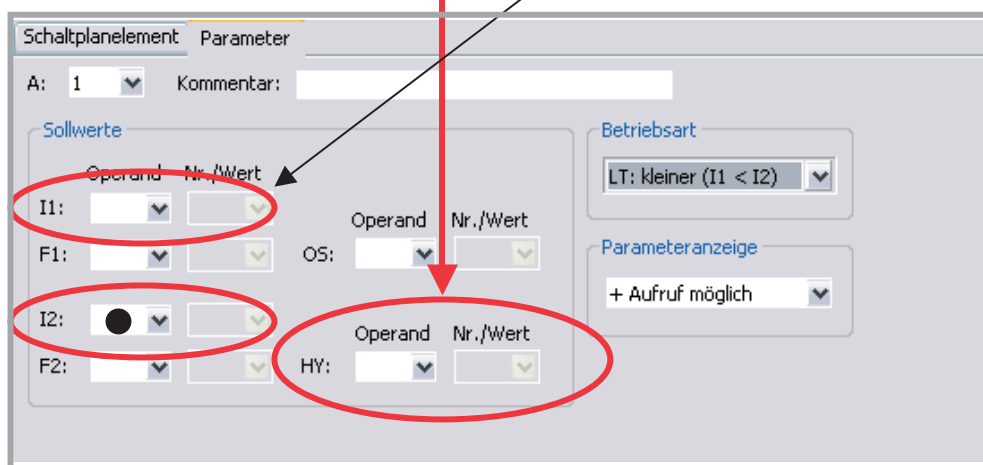 Schaltplanelement Parameter
A: 1 Kommentar:
Sollwerte
Operand Nr./Wert
I1:
F1:
I2:
F2:
Operand Nr./Wert
OS:
Operand Nr./Wert
HY:
Betriebsart
LT: kleiner (I1 < I2)
Parameteranzeige
+ Aufruf möglich